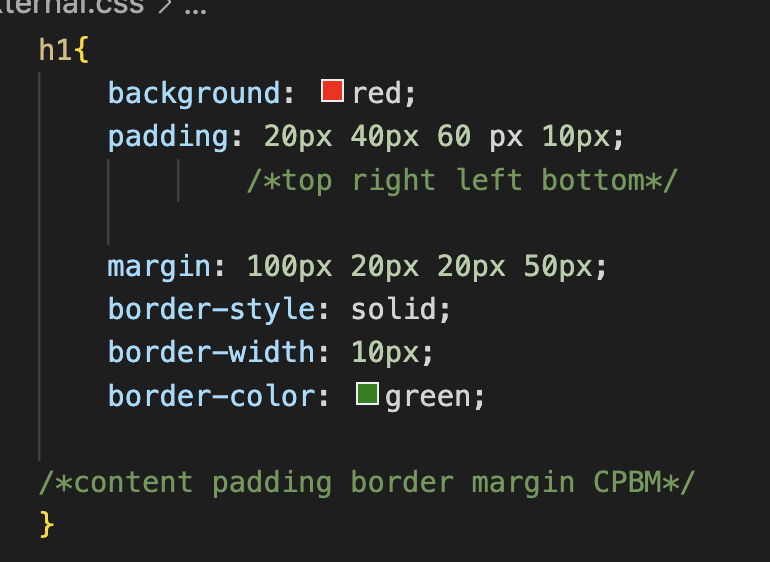 ternal.css > ...
h1{
background: red;
padding: 20px 40px 60 px 10px;
/*top right left bottom*/
margin: 100px 20px 20px 50px;
border-style: solid;
border-width: 10px;
border-color: green;
/*content padding border margin CPBM*/
}